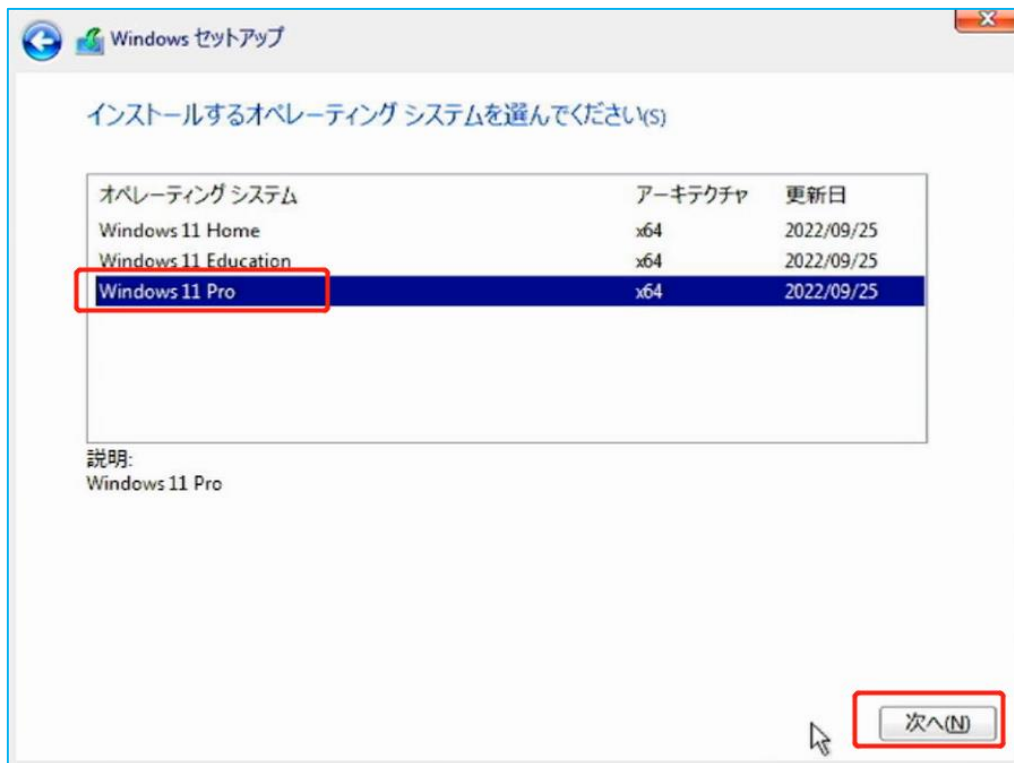 Windows セットアップ
インストールするオペレーティング システムを選んでください(S)
オペレーティング システム アーキテクチャ 更新日
Windows 11 Home x64 2022/09/25
Windows 11 Education x64 2022/09/25
Windows 11 Pro x64 2022/09/25
説明:
Windows 11 Pro
次へ(N)